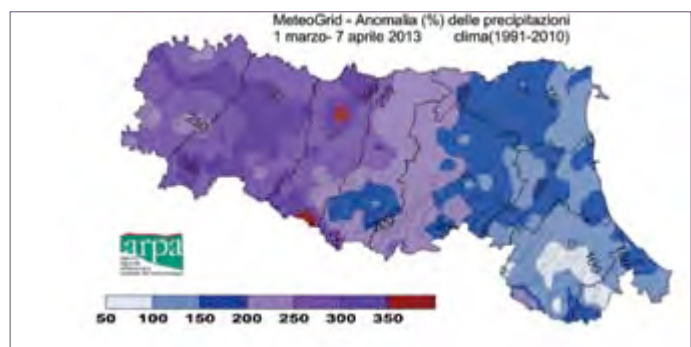 MeteoGrid - Anomalia (%) delle precipitazioni
1 marzo- 7 aprile 2013 clima(1991-2010)
arpa
50 100 150 200 250 300 350